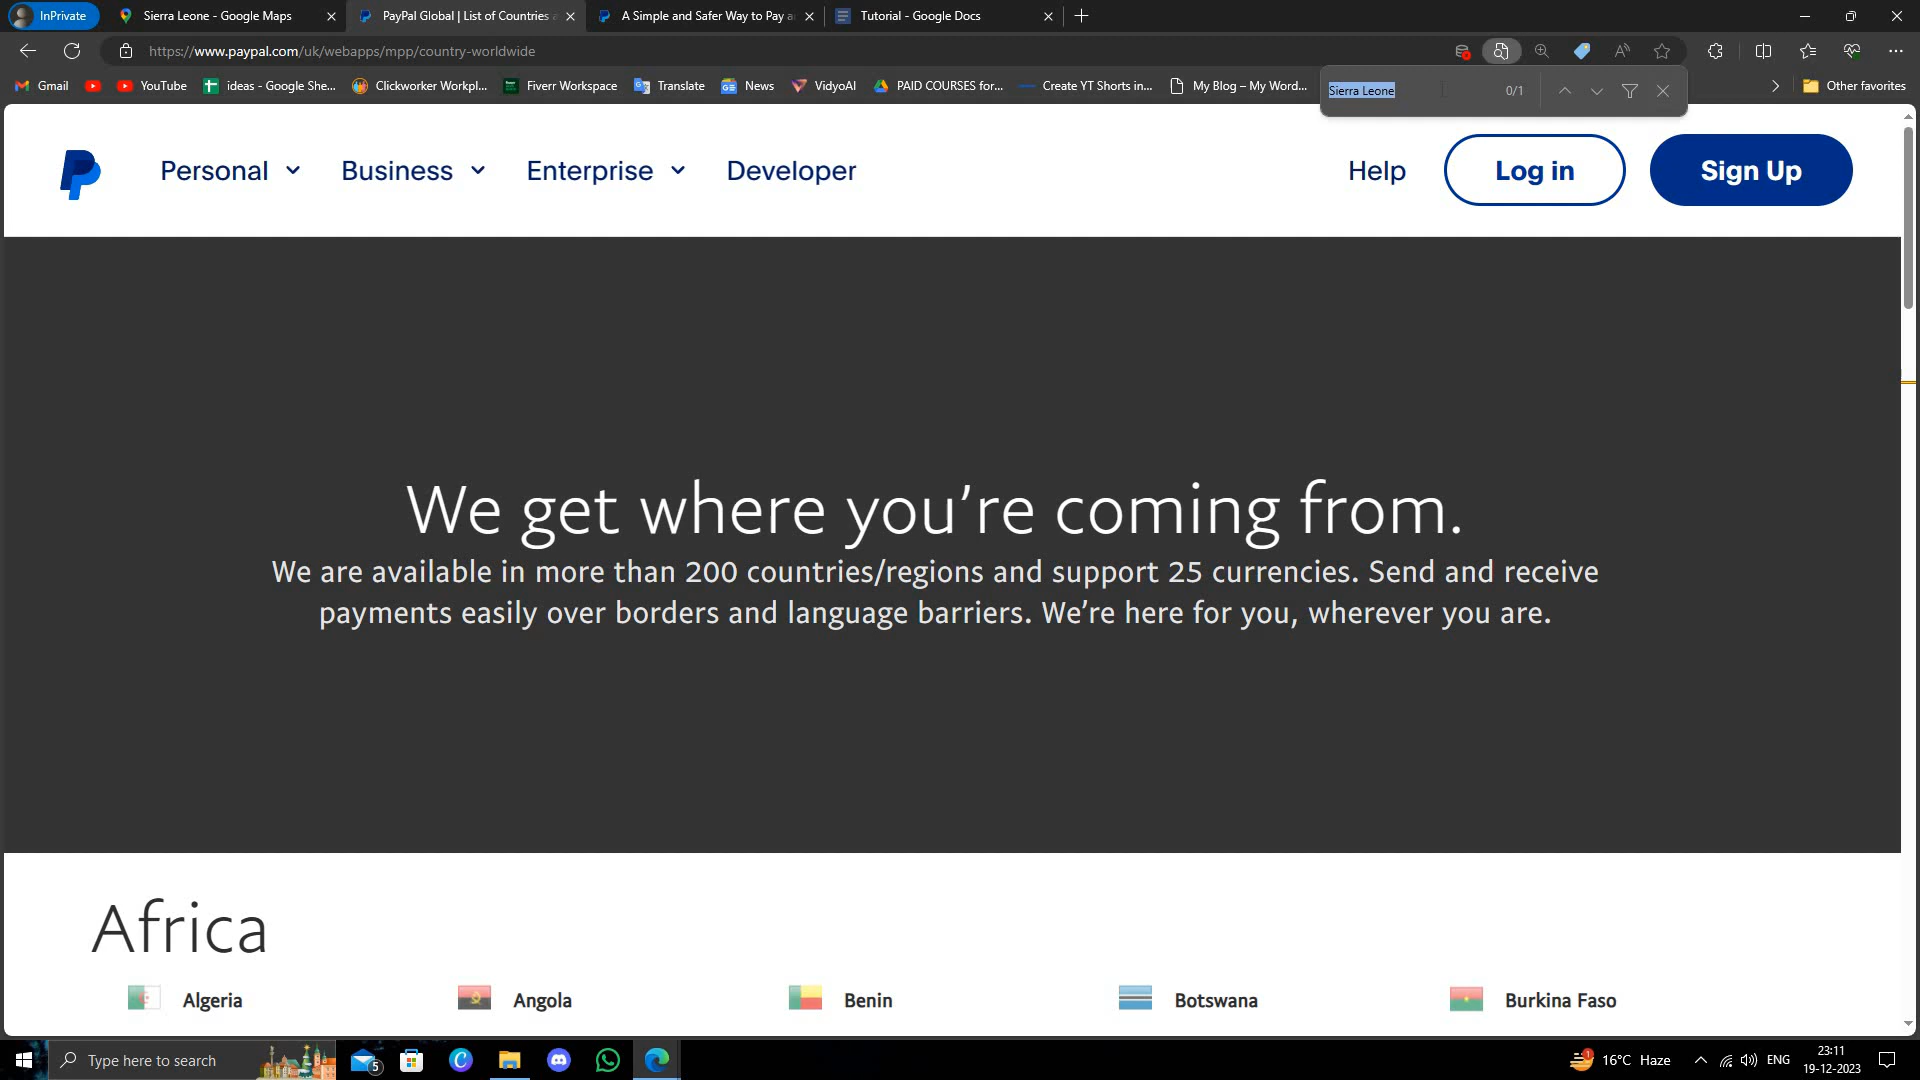 InPrivate
Sierra Leone - Google Maps
PayPal Global | List of Countries a
A Simple and Safer Way to Pay a
Tutorial - Google Docs
https://www.paypal.com/uk/webapps/mpp/country-worldwide
Gmail
YouTube
ideas - Google She...
Clickworker Workpl...
Fiverr Workspace
Translate
News
VidyoAI
PAID COURSES for...
Create YT Shorts in...
My Blog – My Word...
Other favorites
Sierra Leone
0/1
Personal
Business
Enterprise
Developer
Help
Log in
Sign Up
We get where you’re coming from.
We are available in more than 200 countries/regions and support 25 currencies. Send and receive
payments easily over borders and language barriers. We’re here for you, wherever you are.
Africa
Algeria
Angola
Benin
Botswana
Burkina Faso
Type here to search
5
1
16°C Haze
ENG
23:11
19-12-2023